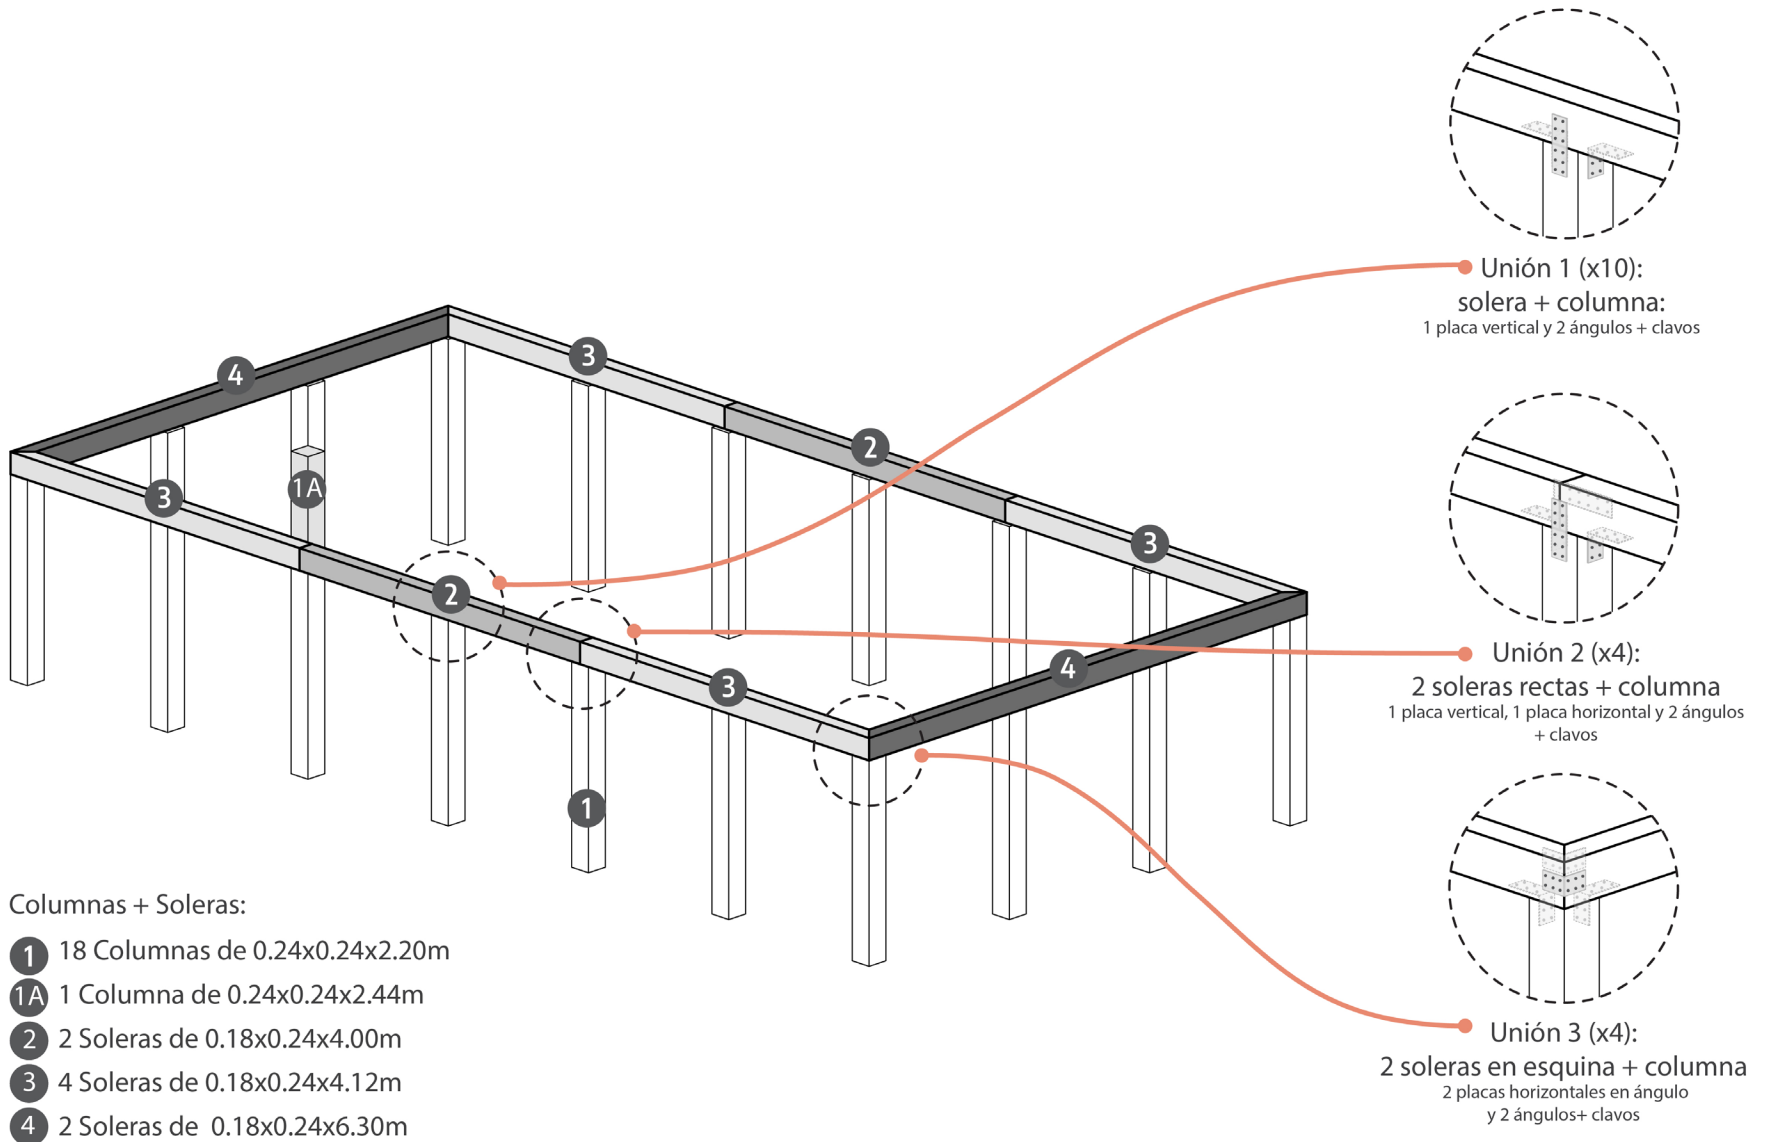 Unión 1 (x10):
solera + columna:
1 placa vertical y 2 ángulos + clavos
3
4
2
1A
3
3
2
Unión 2 (x4):
2 soleras rectas + columna
1 placa vertical, 1 placa horizontal y 2 ángulos
+ clavos
4
3
1
Columnas + Soleras:
1 18 Columnas de 0.24x0.24x2.20m
1A 1 Columna de 0.24x0.24x2.44m
2 2 Soleras de 0.18x0.24x4.00m
3 4 Soleras de 0.18x0.24x4.12m
4 2 Soleras de 0.18x0.24x6.30m
Unión 3 (x4):
2 soleras en esquina + columna
2 placas horizontales en ángulo
y 2 ángulos+ clavos